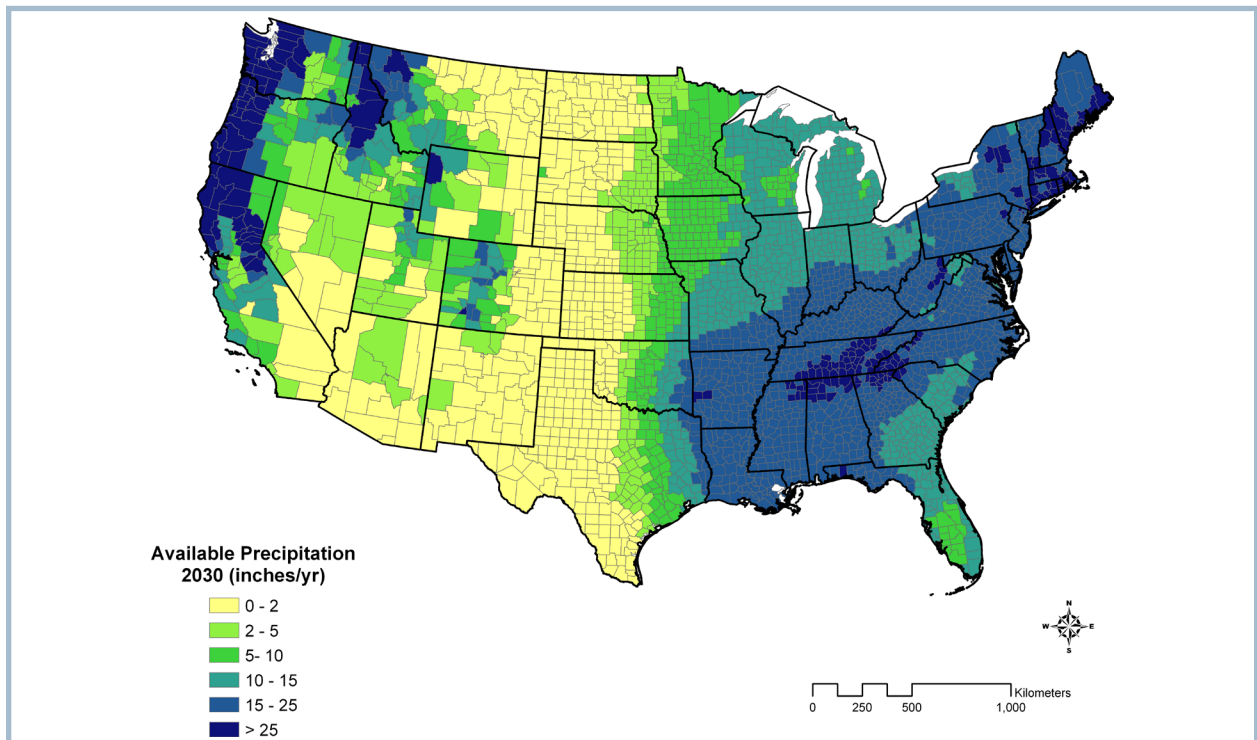 Available Precipitation
2030 (inches/yr)
0 - 2
2 - 5
5- 10
10 - 15
15 - 25
> 25
N
W E
S
Kilometers
0 250 500 1,000